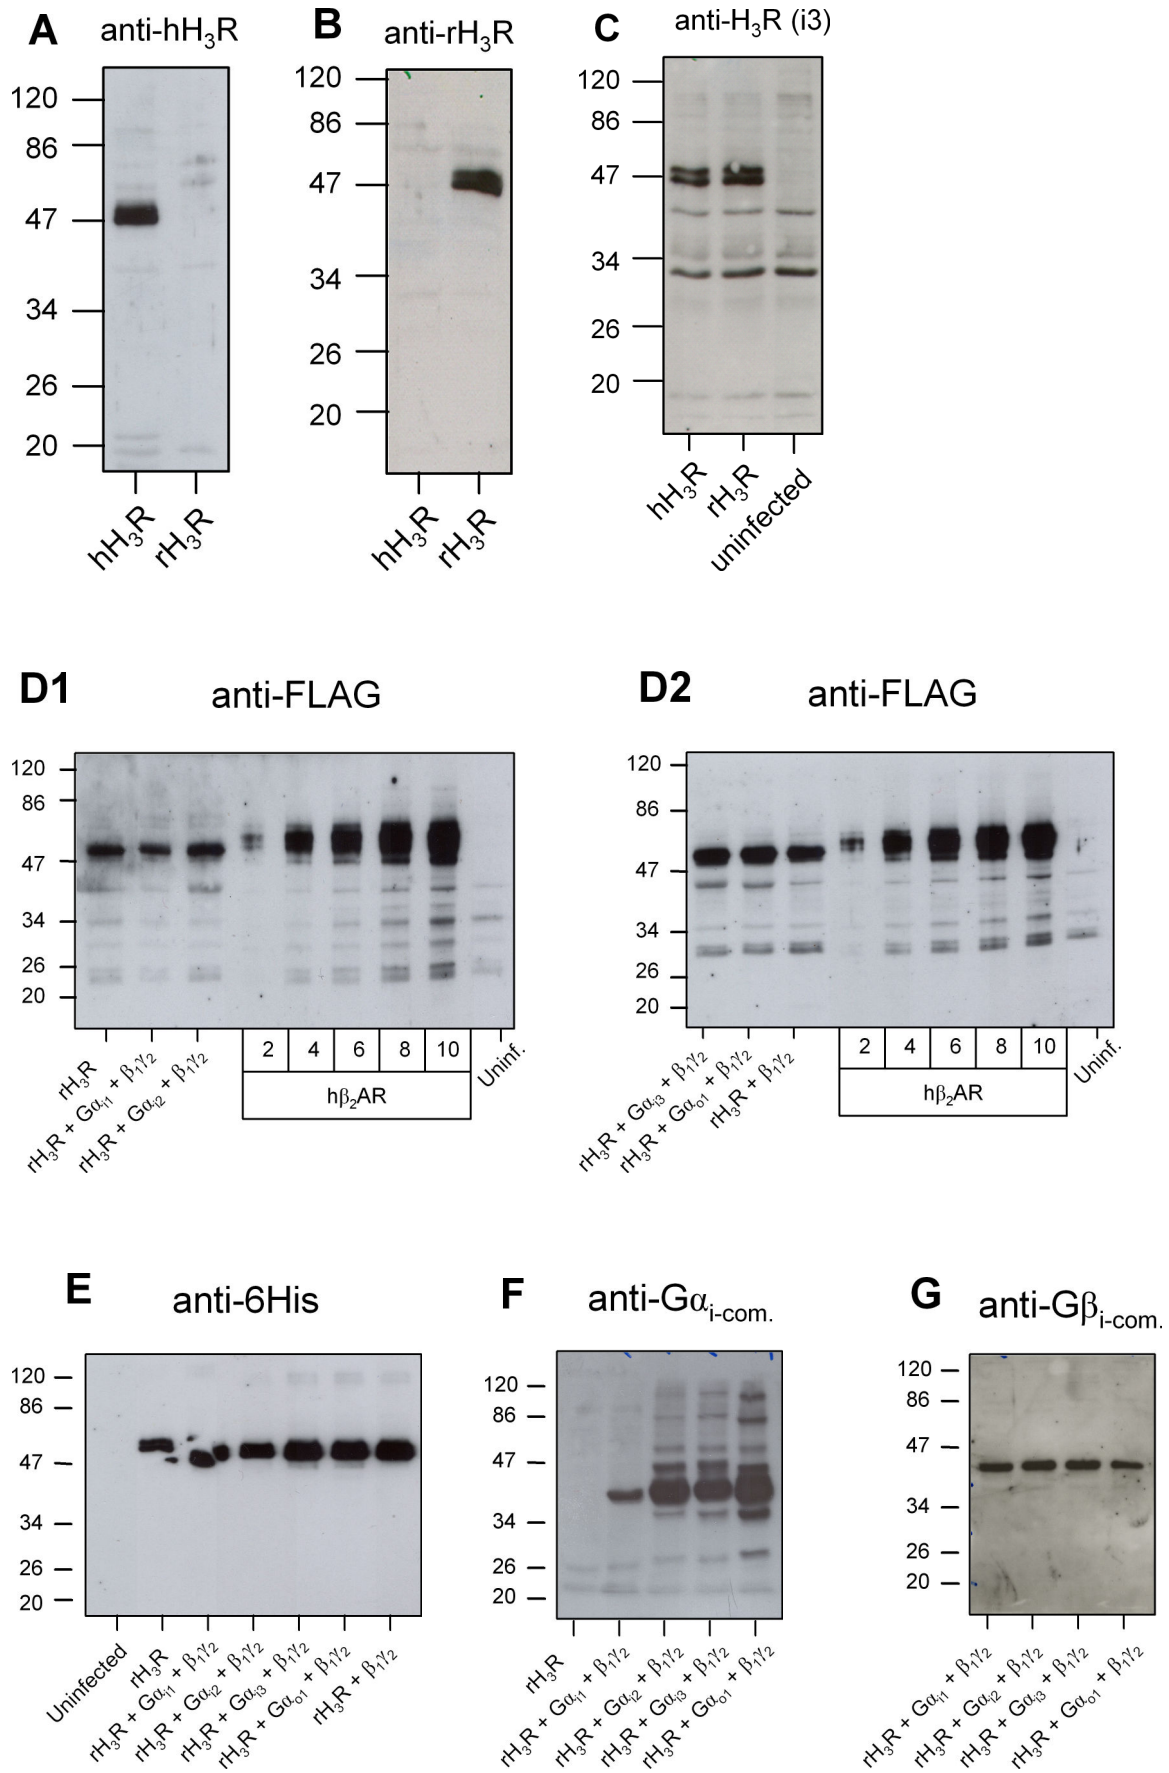 A
anti-hH₃R
120
86
47
34
26
20
hH₃R
rH₃R
B
anti-rH₃R
120
86
47
34
26
20
hH₃R
rH₃R
C
anti-H₃R (i3)
120
86
47
34
26
20
hH₃R
rH₃R
uninfected
D1
anti-FLAG
120
86
47
34
26
20
rH₃R
rH₃R + Gαᵢ₁ + β₁γ₂
rH₃R + Gαᵢ₂ + β₁γ₂
2 4 6 8 10
hβ₂AR
Uninf.
D2
anti-FLAG
120
86
47
34
26
20
rH₃R + Gαᵢ₃ + β₁γ₂
rH₃R + Gαₒ₁ + β₁γ₂
rH₃R + β₁γ₂
2 4 6 8 10
hβ₂AR
Uninf.
E
anti-6His
120
86
47
34
26
20
Uninfected
rH₃R
rH₃R + Gαᵢ₁ + β₁γ₂
rH₃R + Gαᵢ₂ + β₁γ₂
rH₃R + Gαᵢ₃ + β₁γ₂
rH₃R + Gαₒ₁ + β₁γ₂
rH₃R + β₁γ₂
F
anti-Gαi-com.
120
86
47
34
26
20
rH₃R
rH₃R + Gαᵢ₁ + β₁γ₂
rH₃R + Gαᵢ₂ + β₁γ₂
rH₃R + Gαᵢ₃ + β₁γ₂
rH₃R + Gαₒ₁ + β₁γ₂
G
anti-Gβi-com.
120
86
47
34
26
20
rH₃R + Gαᵢ₁ + β₁γ₂
rH₃R + Gαᵢ₂ + β₁γ₂
rH₃R + Gαᵢ₃ + β₁γ₂
rH₃R + Gαₒ₁ + β₁γ₂